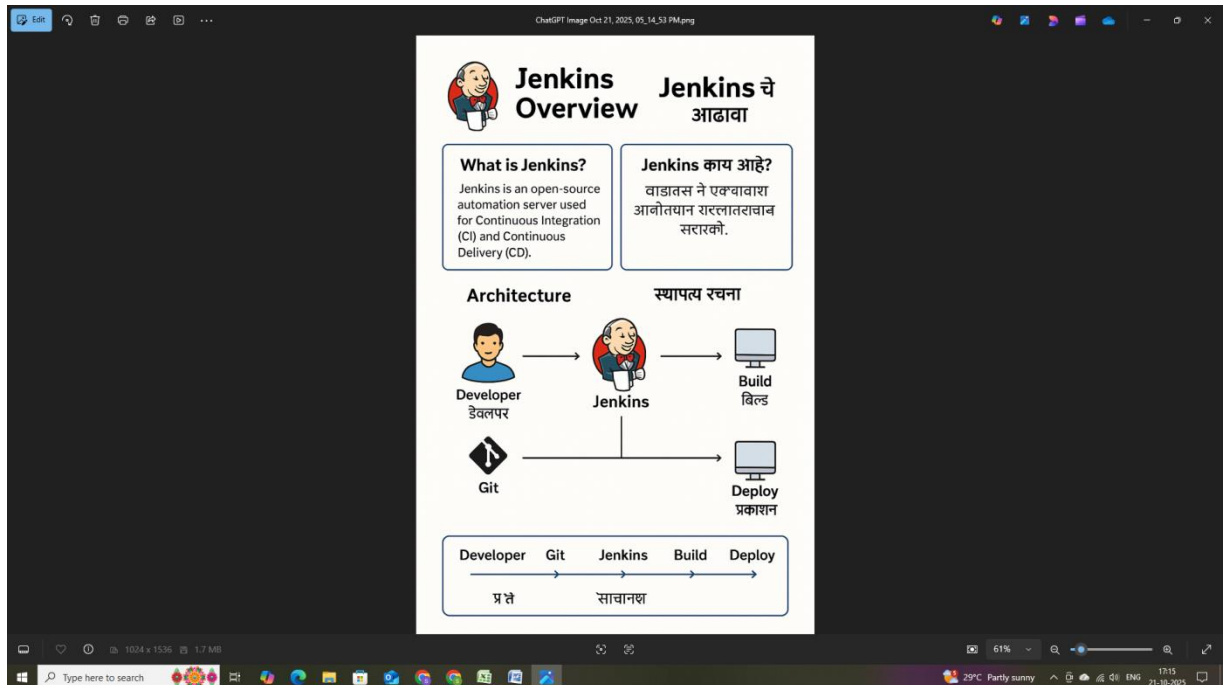 Edit
ChatGPT Image Oct 21, 2025, 05_14_53 PM.png
Jenkins
Overview
Jenkins चे
आढावा
What is Jenkins?
Jenkins is an open-source
automation server used
for Continuous Integration
(CI) and Continuous
Delivery (CD).
Jenkins काय आहे?
वाडातस ने एक्चावाश
आनोतयान रारलातराचाब
सरारको.
Architecture
स्थापत्य रचना
Developer
डेवलपर
Jenkins
Build
बिल्ड
Git
Deploy
प्रकाशन
Developer Git Jenkins Build Deploy
साचानश
1024 x 1536 1.7 MB
61%
Type here to search
29°C Partly sunny
ENG
17:15
21-10-2025